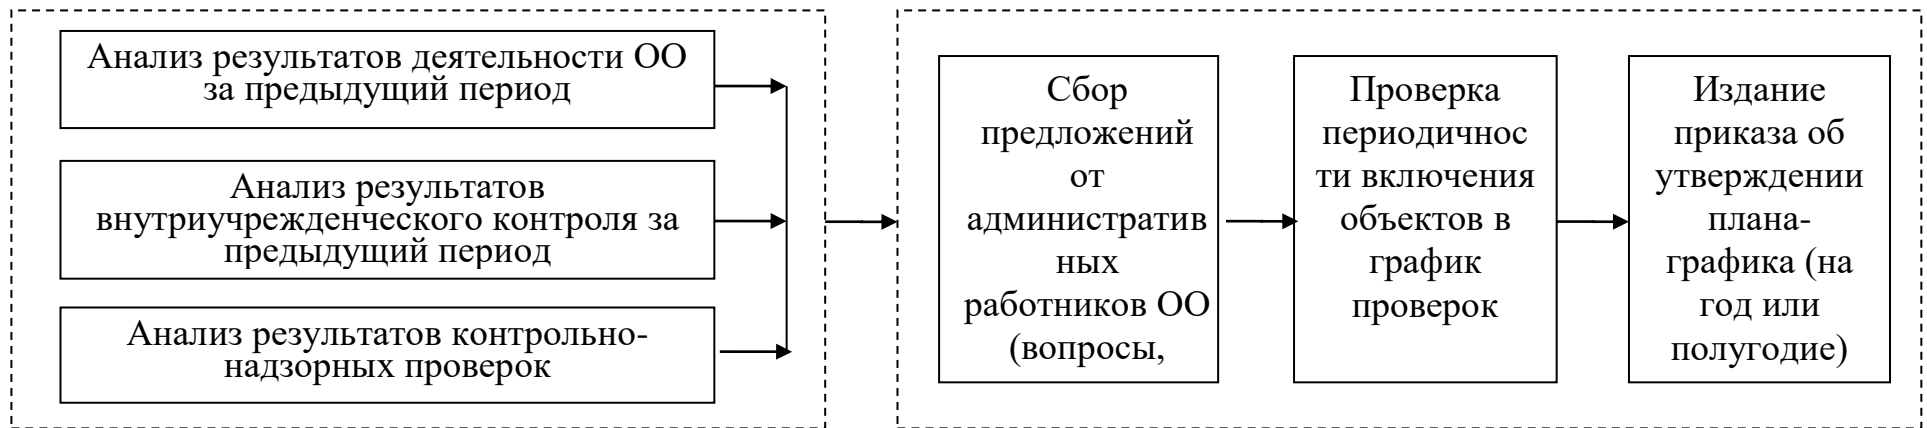 Анализ результатов деятельности ОО
за предыдущий период
Анализ результатов
внутриучрежденческого контроля за
предыдущий период
Анализ результатов контрольно-
надзорных проверок
Сбор
предложений
от
административ
ных
работников ОО
(вопросы,
Проверка
периодичнос
ти включения
объектов в
график
проверок
Издание
приказа об
утверждении
плана-
графика (на
год или
полугодие)